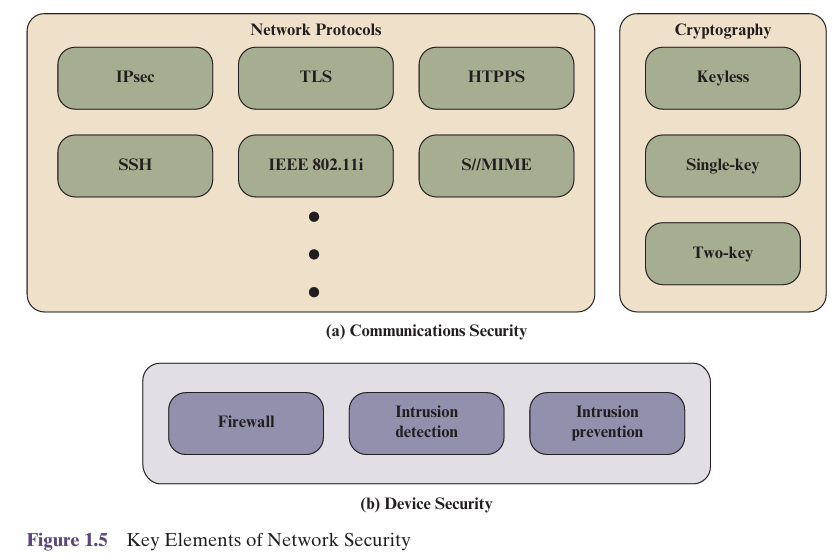 Network Protocols
Cryptography
IPsec
TLS
HTPPS
Keyless
SSH
IEEE 802.11i
S//MIME
Single-key
Two-key
(a) Communications Security
Firewall
Intrusion
detection
Intrusion
prevention
(b) Device Security
Figure 1.5 Key Elements of Network Security